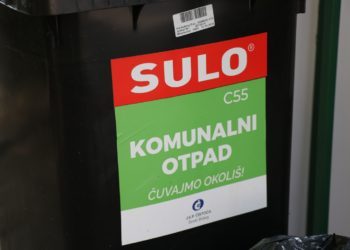 SULO®
C55
KOMUNALNI
OTPAD
ČUVAJMO OKOLIŠ!